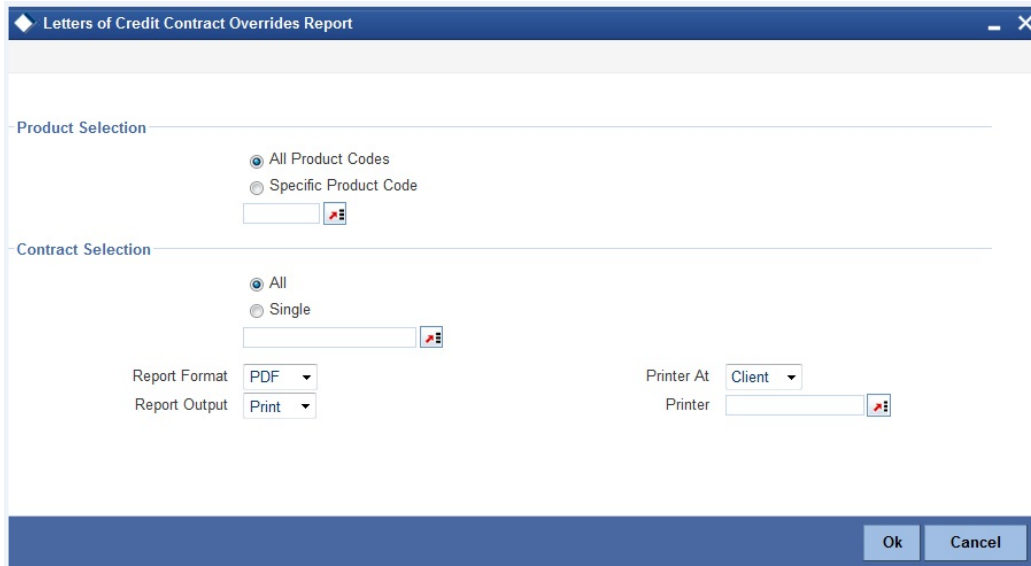 Letters of Credit Contract Overrides Report
Product Selection
All Product Codes
Specific Product Code
Contract Selection
All
Single
Report Format PDF Printer At Client
Report Output Print Printer
Ok Cancel